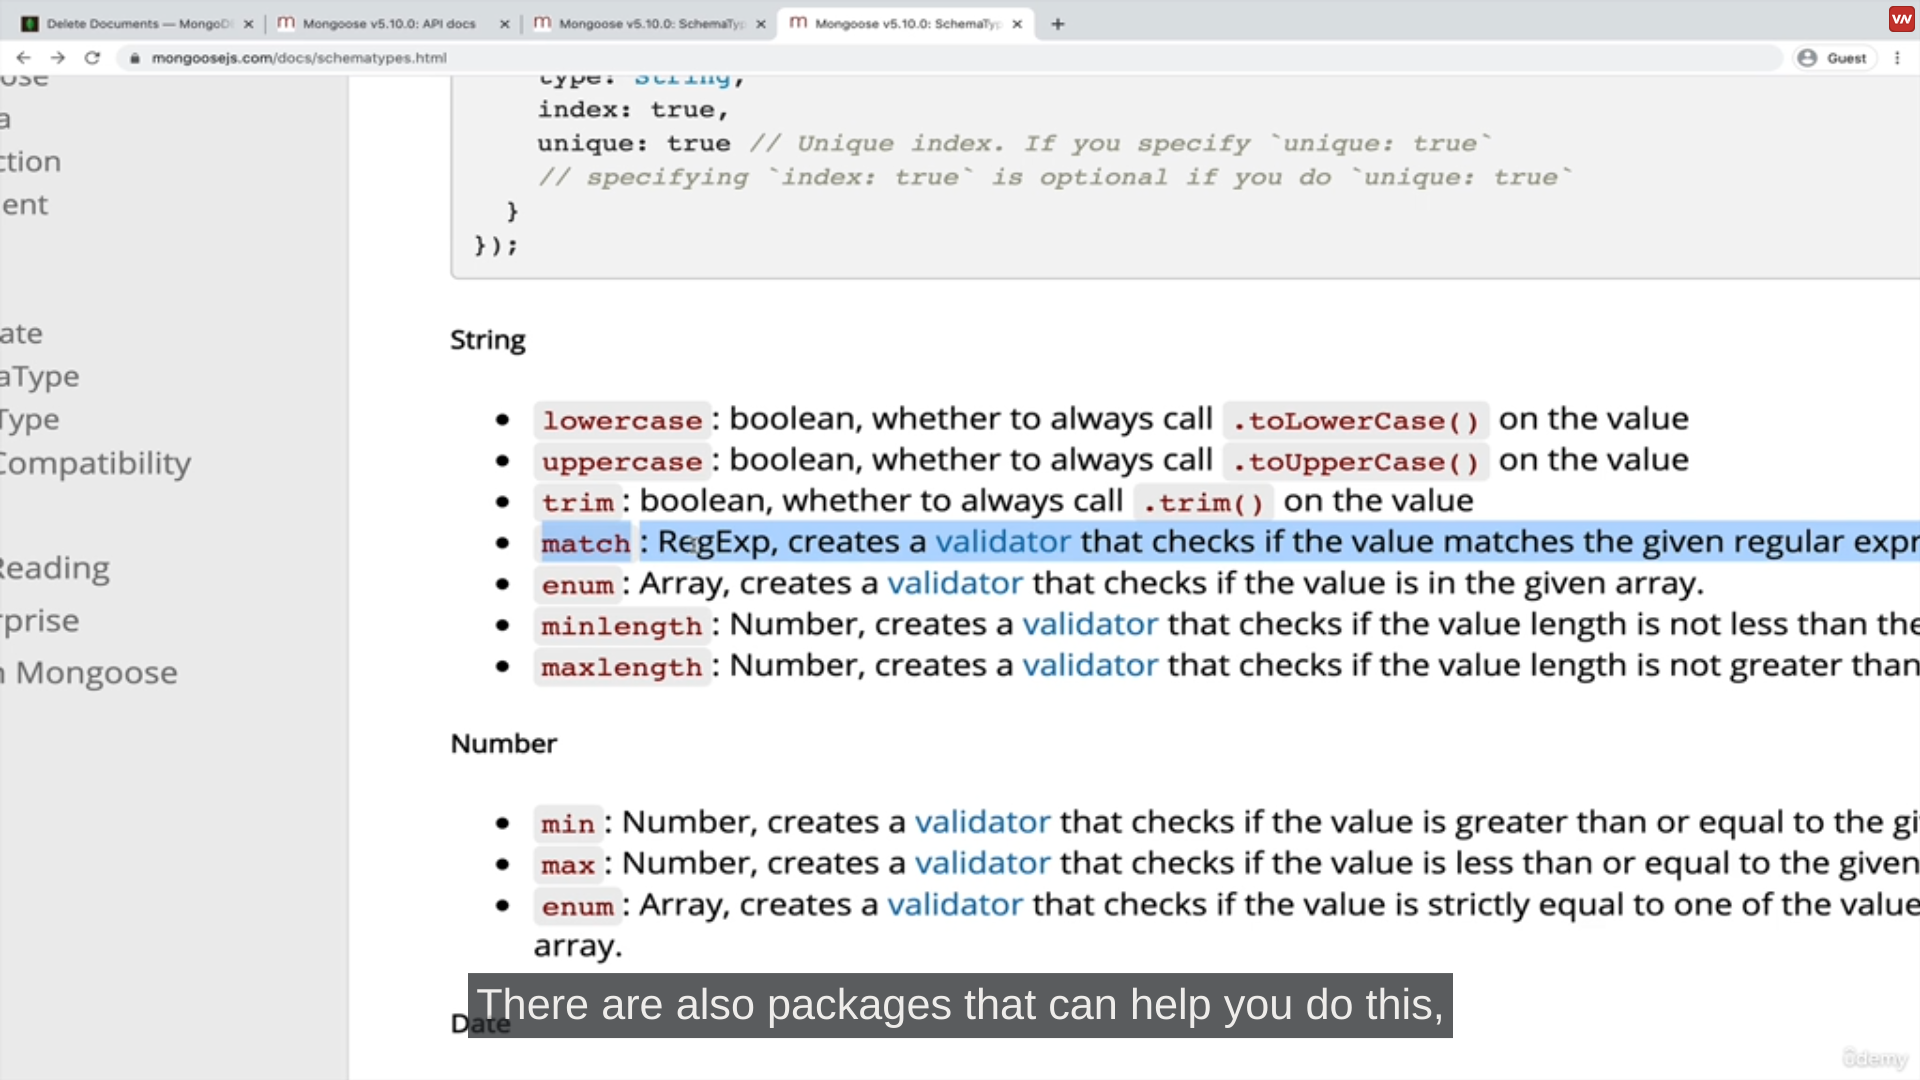 Delete Documents — MongoD
Mongoose v5.10.0: API docs
Mongoose v5.10.0: SchemaTyp
Mongoose v5.10.0: SchemaTyp
VN
mongoosejs.com/docs/schematypes.html
Guest
type: String,
index: true,
unique: true // Unique index. If you specify `unique: true`
// specifying `index: true` is optional if you do `unique: true`
}
});
ction
ent
ate
aType
Type
Compatibility
Reading
rprise
n Mongoose
String
lowercase: boolean, whether to always call .toLowerCase() on the value
uppercase: boolean, whether to always call .toUpperCase() on the value
trim: boolean, whether to always call .trim() on the value
match: RegExp, creates a validator that checks if the value matches the given regular expr
enum: Array, creates a validator that checks if the value is in the given array.
minlength: Number, creates a validator that checks if the value length is not less than the
maxlength: Number, creates a validator that checks if the value length is not greater than
Number
min: Number, creates a validator that checks if the value is greater than or equal to the gi
max: Number, creates a validator that checks if the value is less than or equal to the given
enum: Array, creates a validator that checks if the value is strictly equal to one of the value
array.
There are also packages that can help you do this,
Date
ûdemy